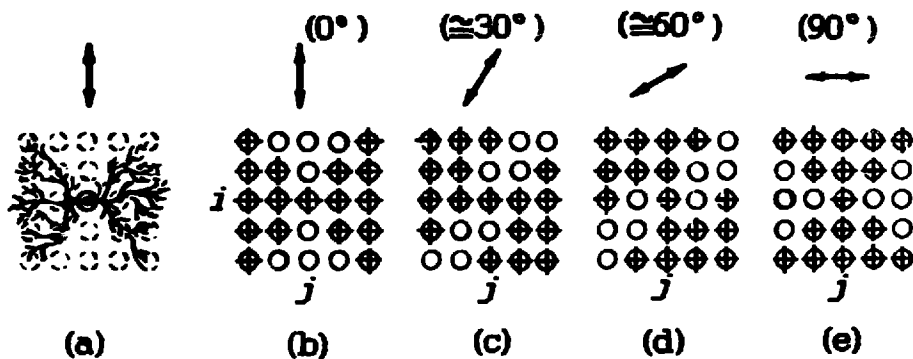 (0°) (≅30°) (≅60°) (90°)
i
j j j j
(a) (b) (c) (d) (e)